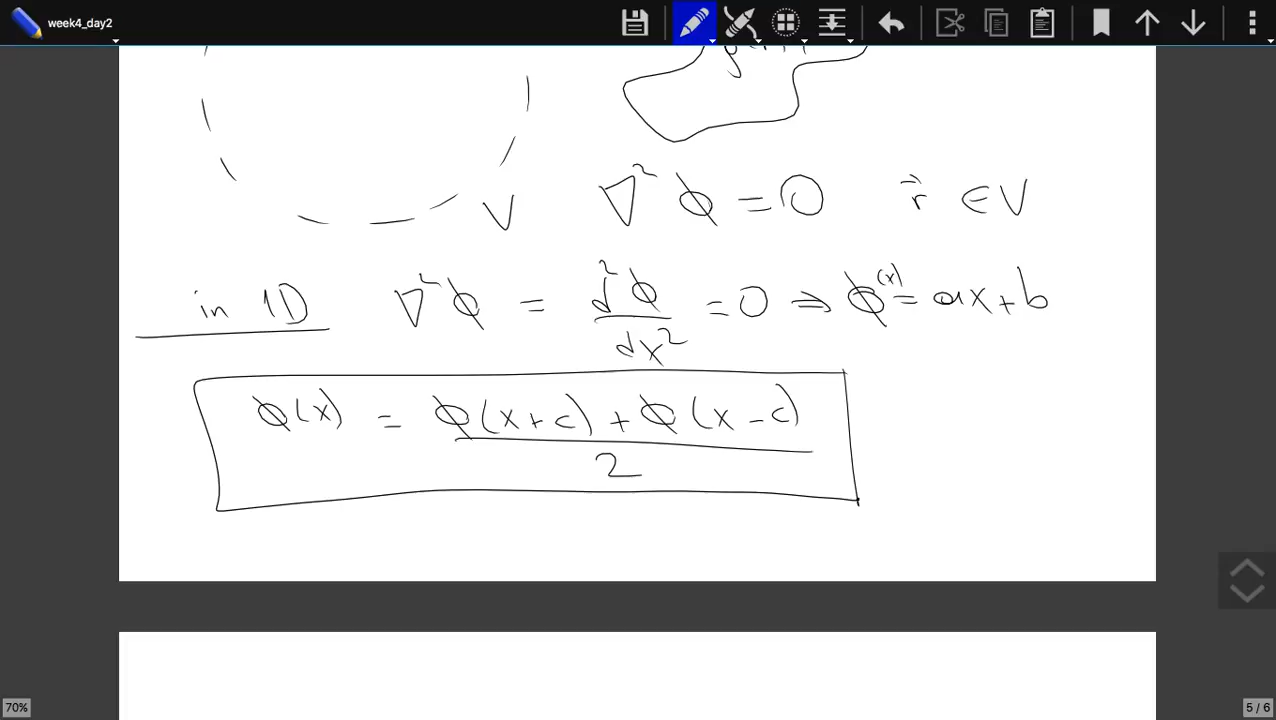 week4_day2
V ∇²ϕ = 0 r⃗ ∈ V
in 1D ∇²ϕ = d²ϕ/dx² = 0 ⇒ ϕ(x) = ax + b
ϕ(x) = ϕ(x+c) + ϕ(x-c)
2
70%
5 / 6